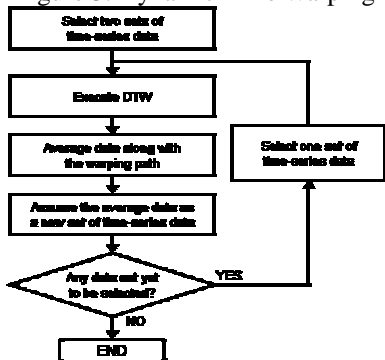 Select two sets of
time-series data
Execute DTW
Average data along with
the warping path
Select one set of
time-series data
Assume the average data as
a new set of time-series data
Any data set yet
to be selected?
YES
NO
END